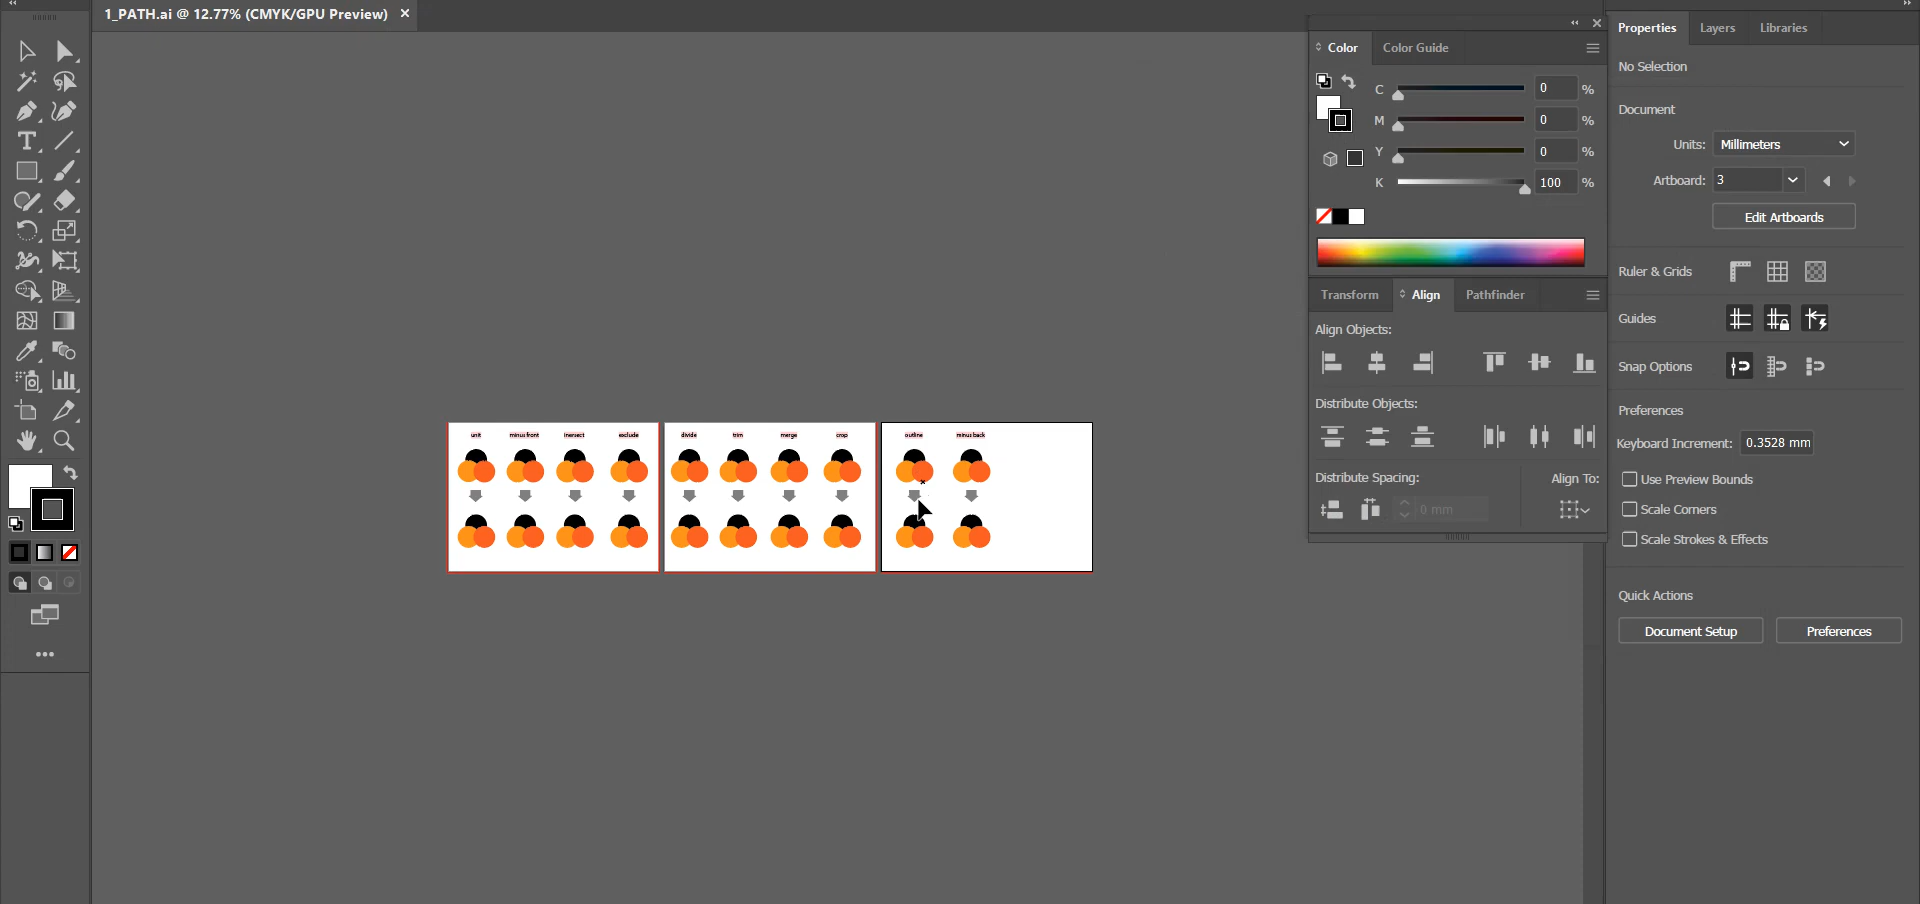 1_PATH.ai @ 12.77% (CMYK/GPU Preview) ×
Color
Color Guide
C 0 %
M 0 %
Y 0 %
K 100 %
Transform
Align
Pathfinder
Align Objects:
Distribute Objects:
Distribute Spacing:
Align To:
0 mm
Properties
Layers
Libraries
No Selection
Document
Units: Millimeters
Artboard: 3
Edit Artboards
Ruler & Grids
Guides
Snap Options
Preferences
Keyboard Increment: 0.3528 mm
Use Preview Bounds
Scale Corners
Scale Strokes & Effects
Quick Actions
Document Setup
Preferences
unit
minus front
inersect
exclude
divide
trim
merge
crop
outline
minus back